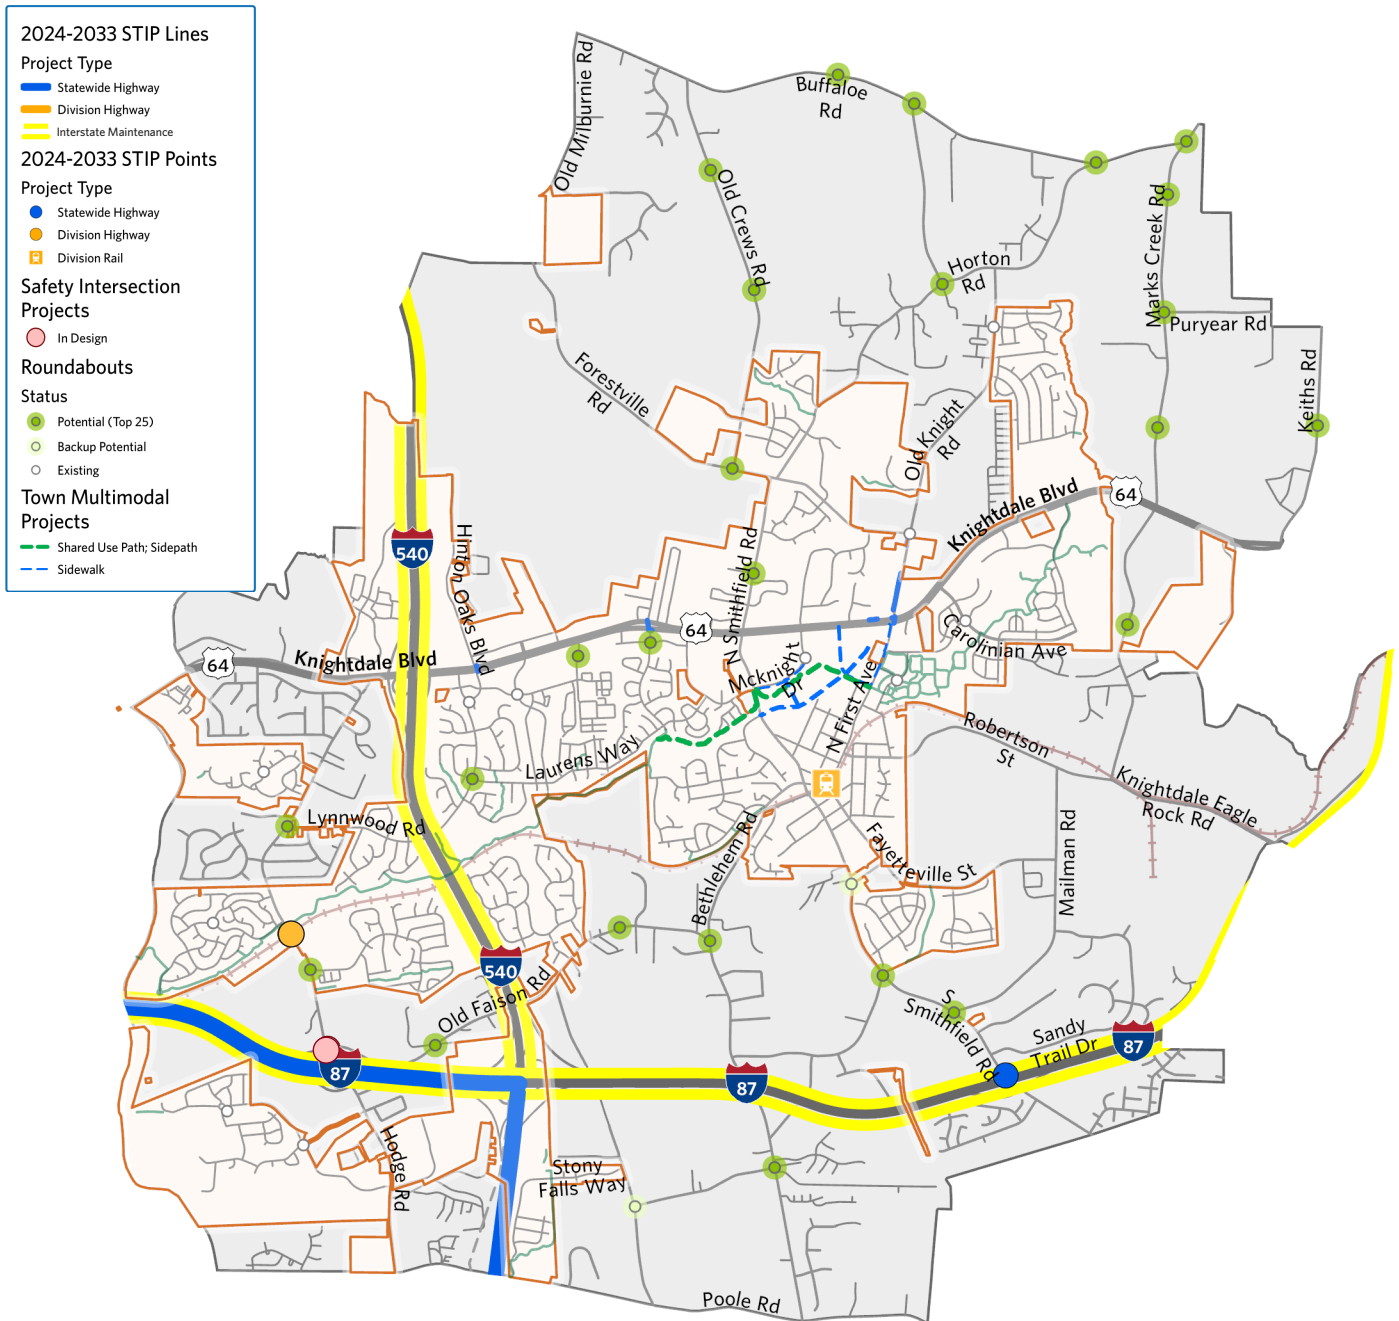 2024-2033 STIP Lines
Project Type
Statewide Highway
Division Highway
Interstate Maintenance
2024-2033 STIP Points
Project Type
Statewide Highway
Division Highway
Division Rail
Safety Intersection
Projects
In Design
Roundabouts
Status
Potential (Top 25)
Backup Potential
Existing
Town Multimodal
Projects
Shared Use Path; Sidepath
Sidewalk
Old Milburnie Rd
Buffaloe
Rd
Old Crews Rd
Horton
Rd
Marks Creek Rd
Puryear Rd
Keiths Rd
Forestville
Rd
Old Knight
Rd
Knightdale Blvd
64
540
Hinton Oaks Blvd
N Smithfield Rd
64
64
Knightdale Blvd
Carolinian Ave
Mcknight
Dr
N First Ave
Laurens Way
Robertson
St
Knightdale Eagle
Rock Rd
Lynnwood Rd
Bethlehem Rd
Fayetteville St
Mailman Rd
540
Old Faison Rd
S
Smithfield Rd
Sandy
Trail Dr
87
87
87
Hodge Rd
Stony
Falls Way
Poole Rd